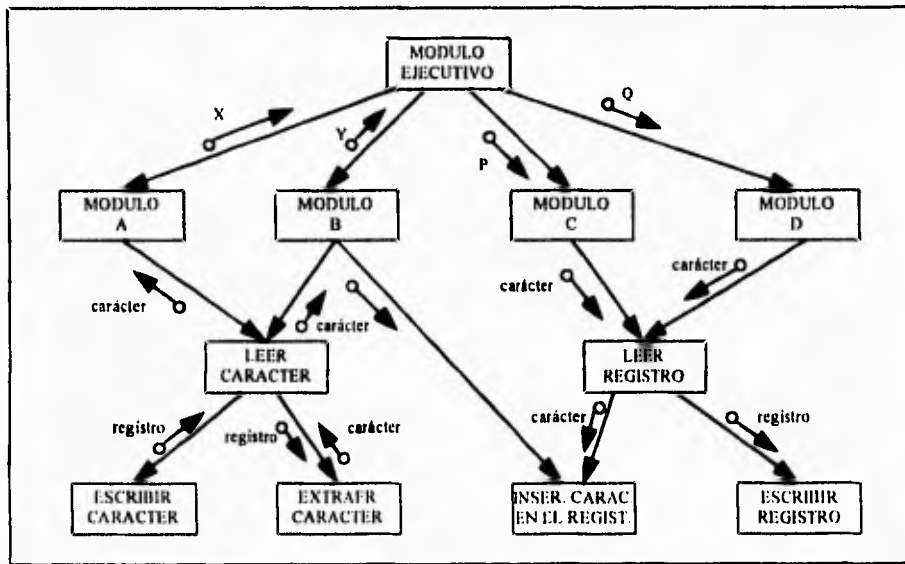 MODULO
EJECUTIVO
X
Y
Q
P
MODULO
A
MODULO
B
MODULO
C
MODULO
D
carácter
carácter
carácter
carácter
LEER
CARACTER
LEER
REGISTRO
registro
registro
carácter
carácter
registro
ESCRIBIR
CARACTER
EXTRAER
CARACTER
INSER. CARAC
EN EL REGIST.
ESCRIBIR
REGISTRO